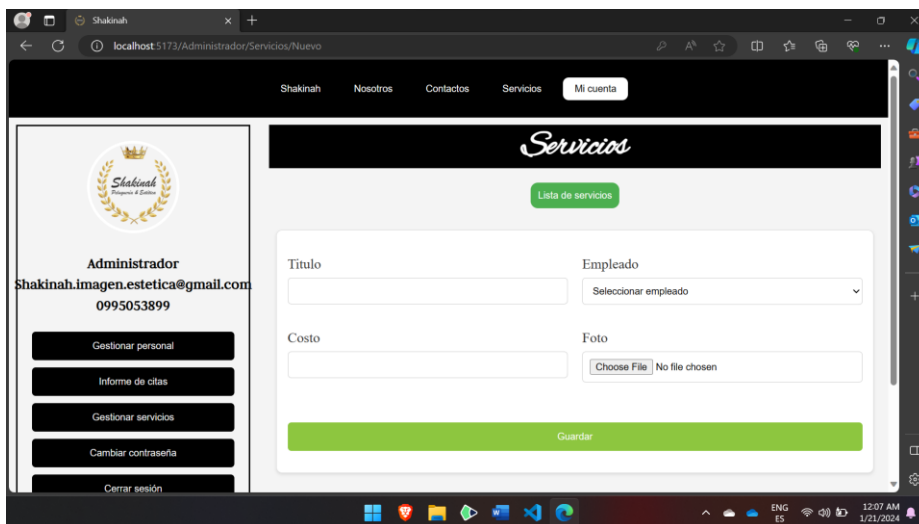 Shakinah
localhost:5173/Administrador/Servicios/Nuevo
Shakinah Nosotros Contactos Servicios Mi cuenta
Shakinah
Peluquería & Estética
Administrador
Shakinah.imagen.estetica@gmail.com
0995053899
Gestionar personal
Informe de citas
Gestionar servicios
Cambiar contraseña
Cerrar sesión
Servicios
Lista de servicios
Titulo
Empleado
Seleccionar empleado
Costo
Foto
Choose File No file chosen
Guardar
ENG
ES
12:07 AM
1/21/2024